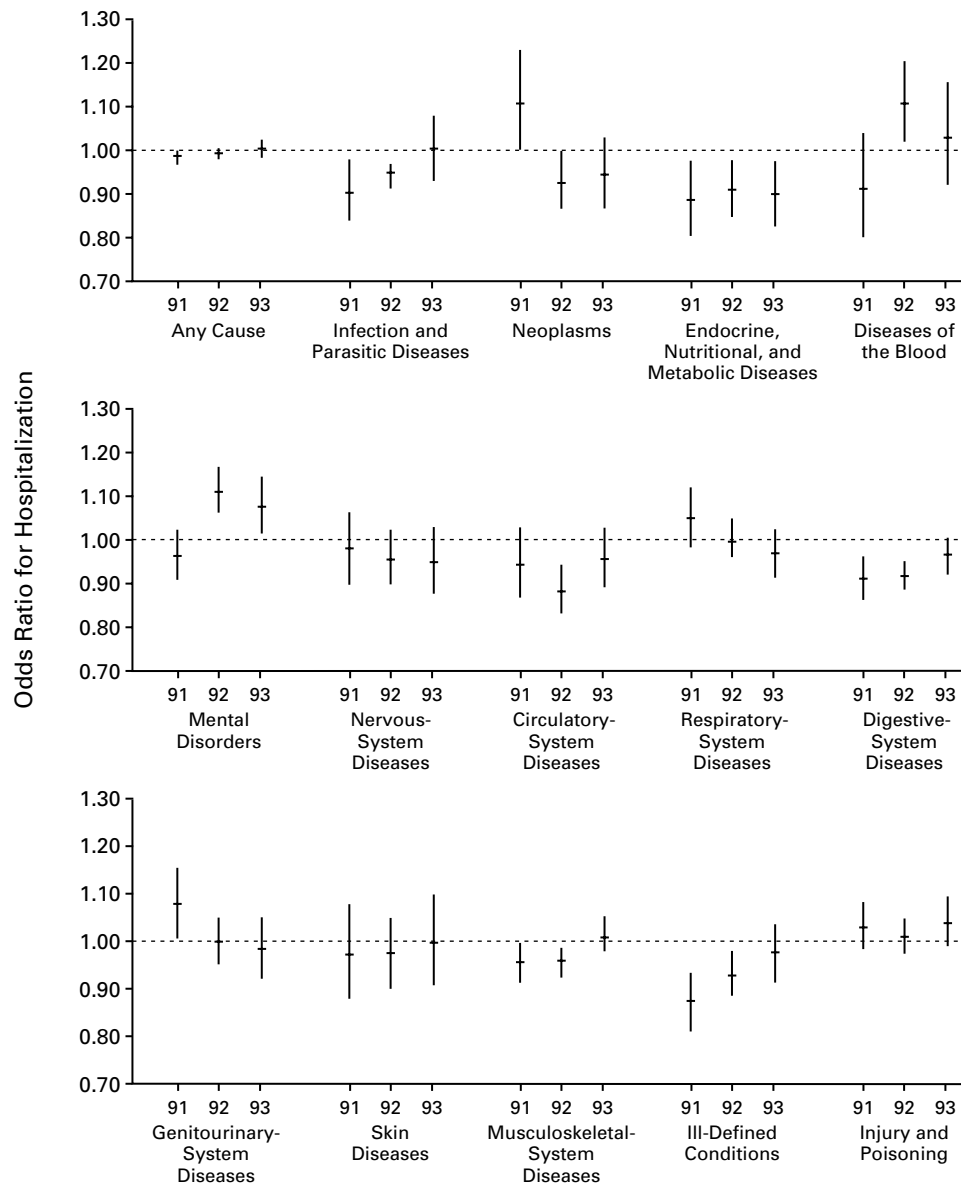 Odds Ratio for Hospitalization
1.30
1.20
1.10
1.00
0.90
0.80
0.70
91 92 93 91 92 93 91 92 93 91 92 93 91 92 93
Any Cause
Infection and
Parasitic Diseases
Neoplasms
Endocrine,
Nutritional, and
Metabolic Diseases
Diseases of
the Blood
1.30
1.20
1.10
1.00
0.90
0.80
0.70
91 92 93 91 92 93 91 92 93 91 92 93 91 92 93
Mental
Disorders
Nervous-
System
Diseases
Circulatory-
System
Diseases
Respiratory-
System
Diseases
Digestive-
System
Diseases
1.30
1.20
1.10
1.00
0.90
0.80
0.70
91 92 93 91 92 93 91 92 93 91 92 93 91 92 93
Genitourinary-
System
Diseases
Skin
Diseases
Musculoskeletal-
System
Diseases
Ill-Defined
Conditions
Injury and
Poisoning